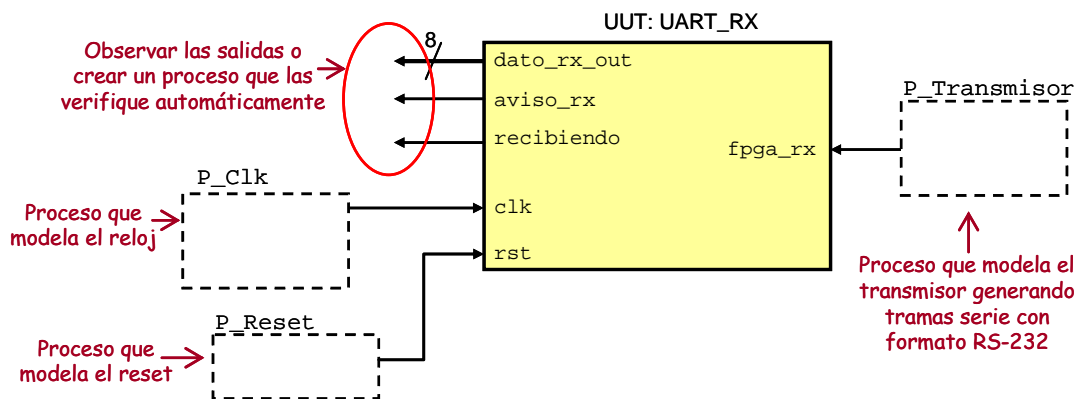 UUT: UART_RX
Observar las salidas o
crear un proceso que las
verifique automáticamente
8
dato_rx_out
aviso_rx
recibiendo
fpga_rx
P_Transmisor
P_Clk
Proceso que
modela el reloj
clk
rst
Proceso que modela el
transmisor generando
tramas serie con
formato RS-232
P_Reset
Proceso que
modela el reset